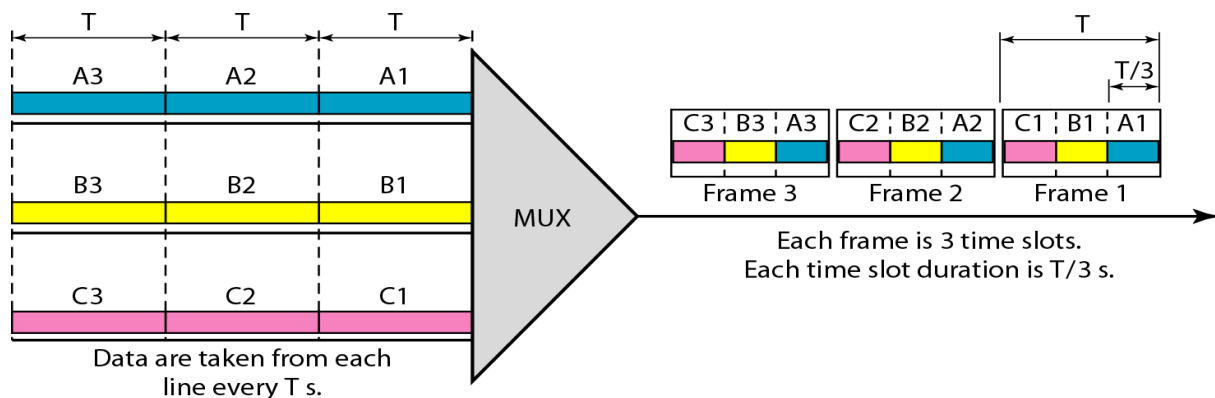 T T T
A3 A2 A1
B3 B2 B1
C3 C2 C1
Data are taken from each
line every T s.
MUX
T
T/3
C3 B3 A3 C2 B2 A2 C1 B1 A1
Frame 3 Frame 2 Frame 1
Each frame is 3 time slots.
Each time slot duration is T/3 s.